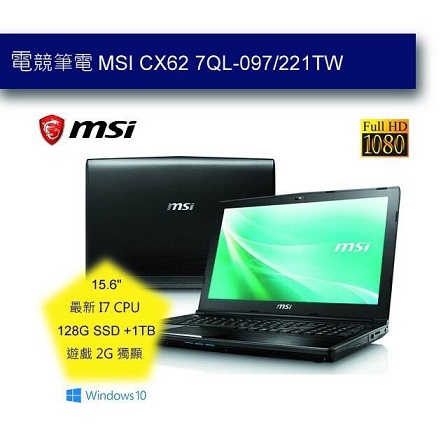 電競筆電 MSI CX62 7QL-097/221TW
msi
Full HD
1080
msi
msi
msi
15.6"
最新 I7 CPU
128G SSD +1TB
遊戲 2G 獨顯
Windows10